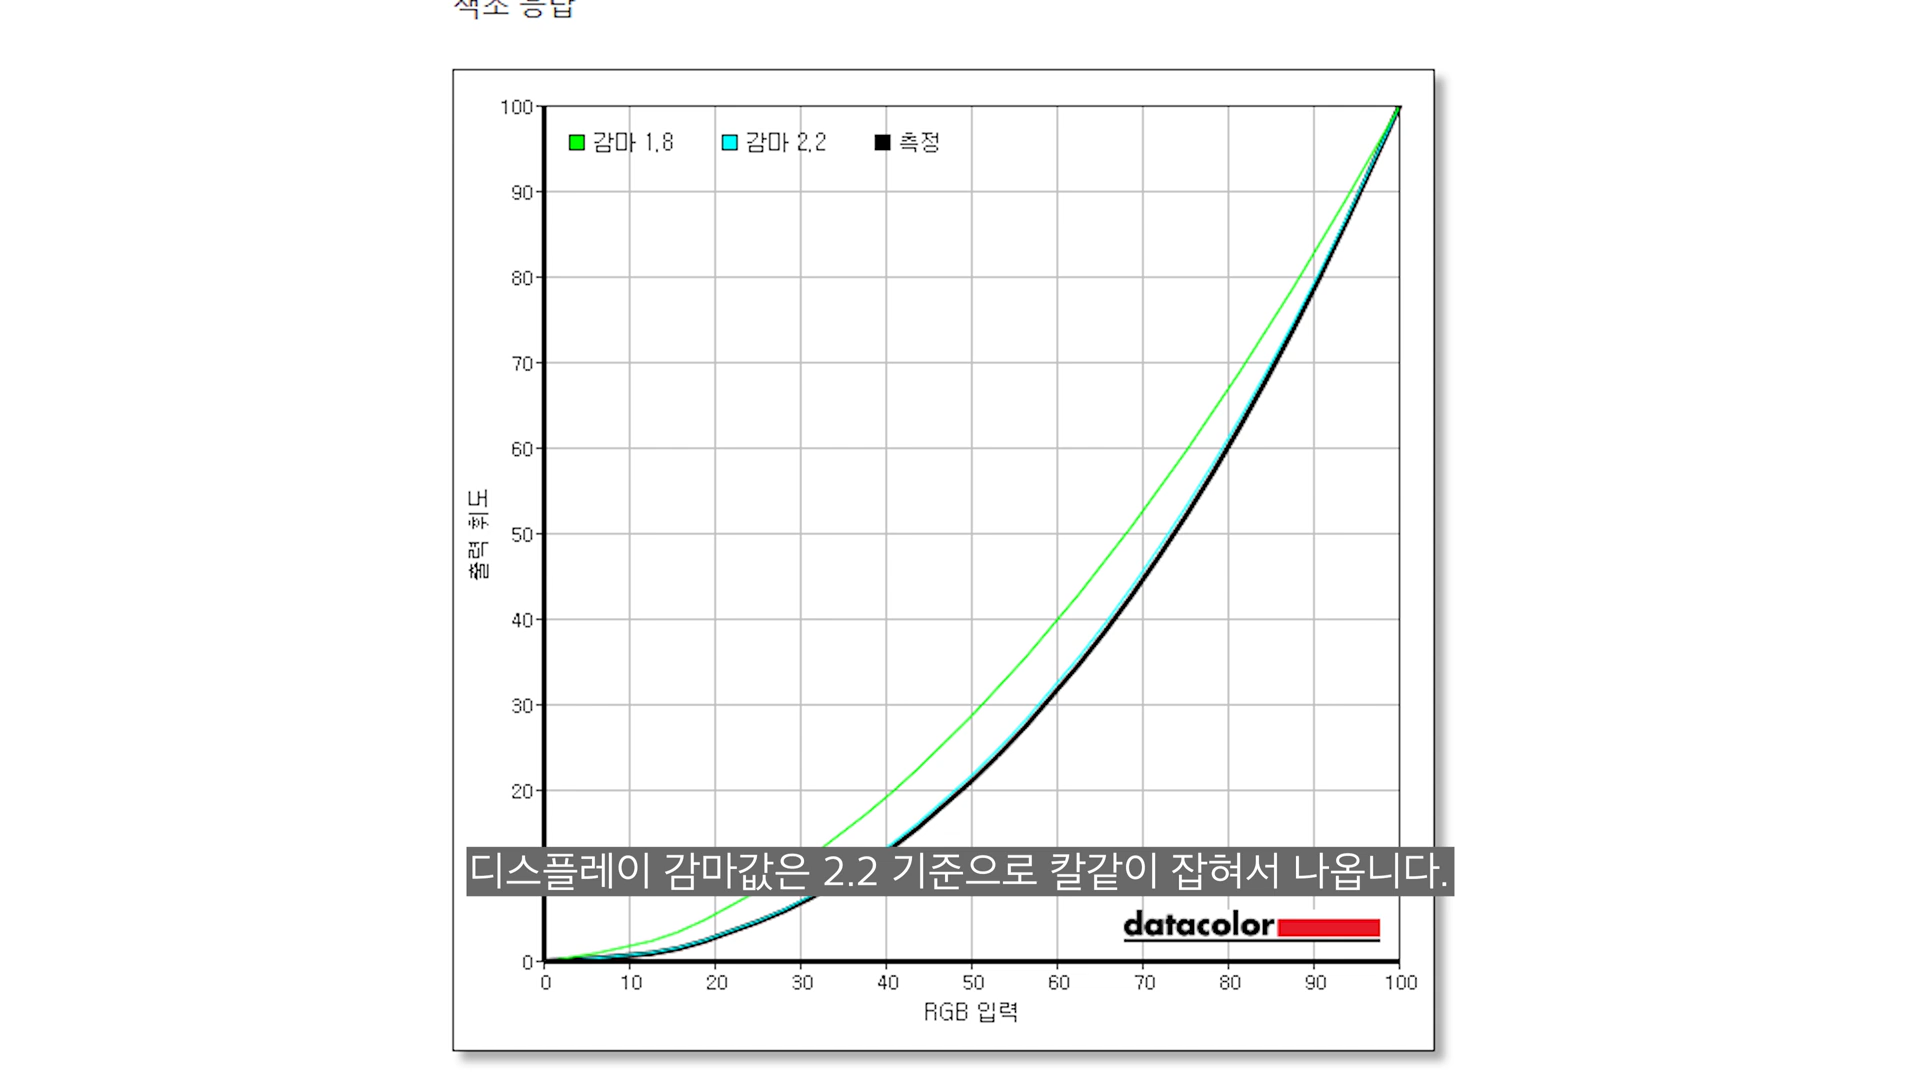 색조 응답
100
감마 1,8 감마 2,2 측정
90
80
70
60
50
40
30
20
0
출력 휘도
디스플레이 감마값은 2.2 기준으로 칼같이 잡혀서 나옵니다.
datacolor
0 10 20 30 40 50 60 70 80 90 100
RGB 입력